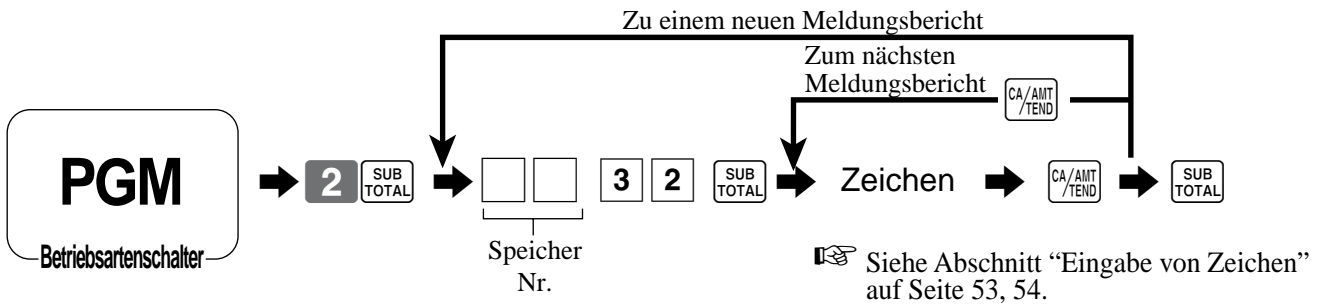 Zu einem neuen Meldungsbericht
Zum nächsten
Meldungsbericht
CA/AMT
/TEND
PGM
Betriebsartenschalter
2
SUB
TOTAL
3 2
SUB
TOTAL
Zeichen
CA/AMT
/TEND
SUB
TOTAL
Speicher
Nr.
☞ Siehe Abschnitt “Eingabe von Zeichen”
auf Seite 53, 54.